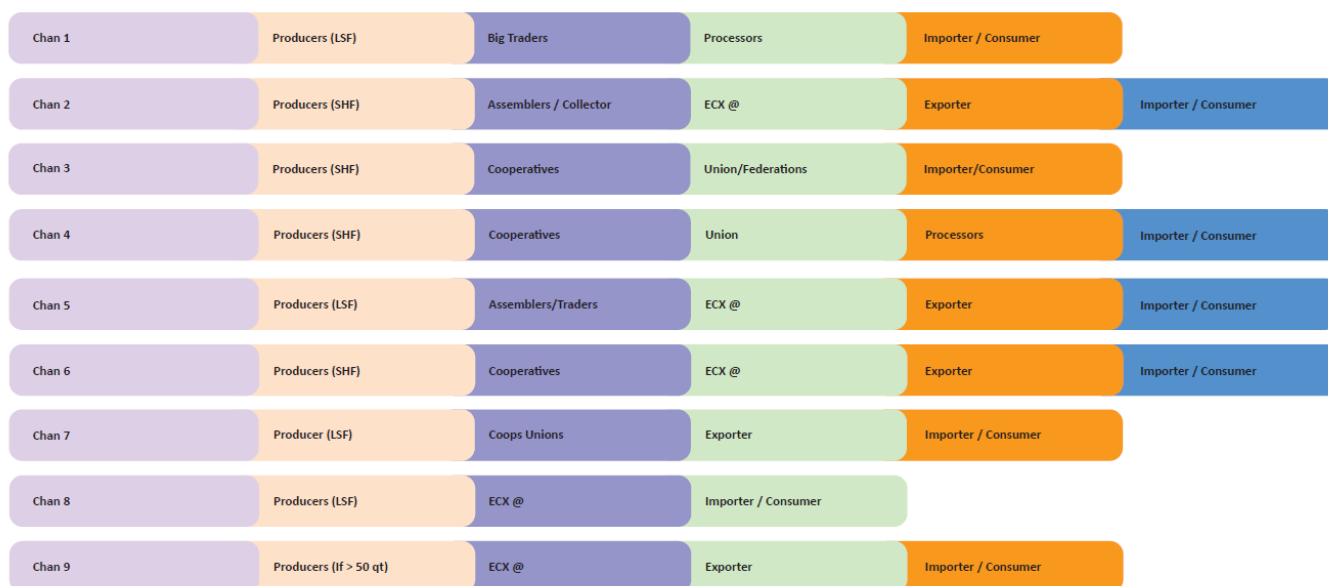 Chan 1 Producers (LSF) Big Traders Processors Importer / Consumer
Chan 2 Producers (SHF) Assemblers / Collector ECX @ Exporter Importer / Consumer
Chan 3 Producers (SHF) Cooperatives Union/Federations Importer/Consumer
Chan 4 Producers (SHF) Cooperatives Union Processors Importer / Consumer
Chan 5 Producers (LSF) Assemblers/Traders ECX @ Exporter Importer / Consumer
Chan 6 Producers (SHF) Cooperatives ECX @ Exporter Importer / Consumer
Chan 7 Producer (LSF) Coops Unions Exporter Importer / Consumer
Chan 8 Producers (LSF) ECX @ Importer / Consumer
Chan 9 Producers (If > 50 qt) ECX @ Exporter Importer / Consumer